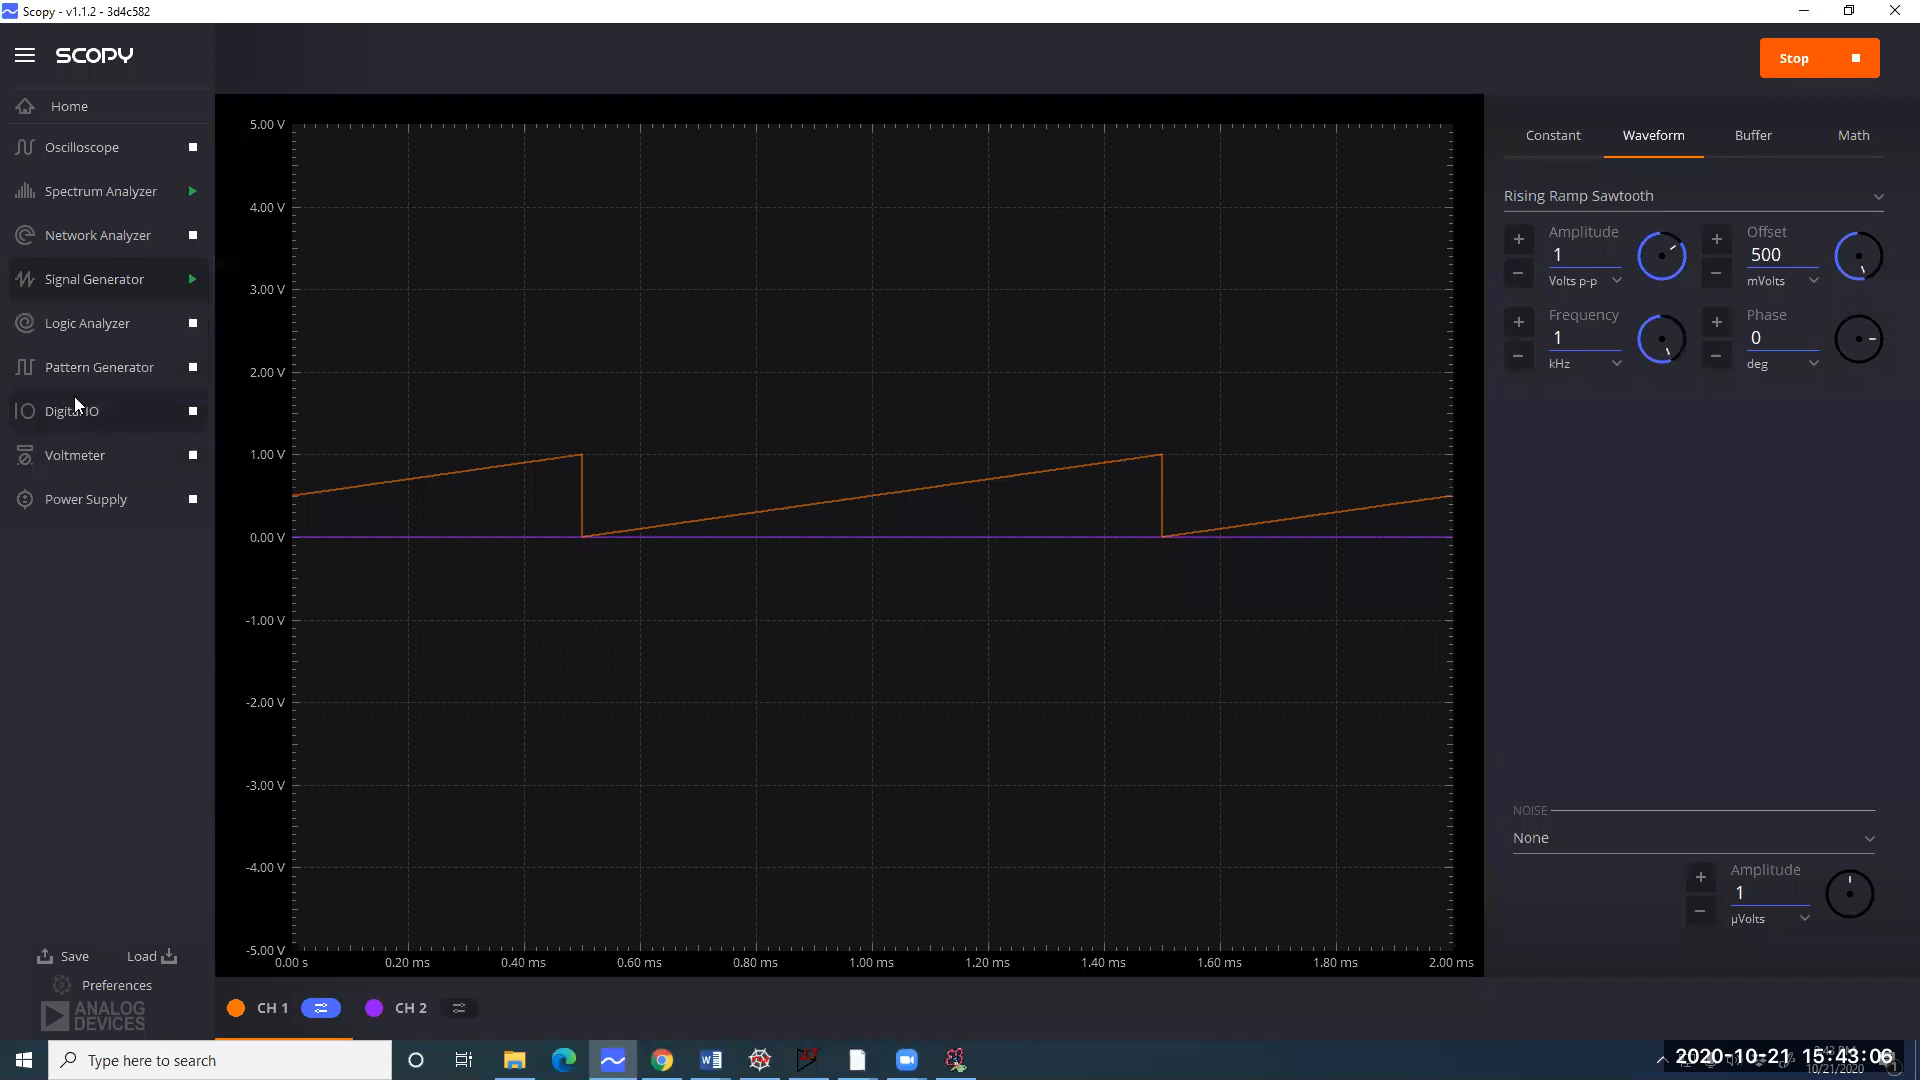 Scopy - v1.1.2 - 3d4c582
SCOPY
Stop
Home
Oscilloscope
Spectrum Analyzer
Network Analyzer
Signal Generator
Logic Analyzer
Pattern Generator
Digital IO
Voltmeter
Power Supply
Save
Load
Preferences
ANALOG
DEVICES
5.00 V
4.00 V
3.00 V
2.00 V
1.00 V
0.00 V
-1.00 V
-2.00 V
-3.00 V
-4.00 V
-5.00 V
0.00 s
0.20 ms
0.40 ms
0.60 ms
0.80 ms
1.00 ms
1.20 ms
1.40 ms
1.60 ms
1.80 ms
2.00 ms
CH 1
CH 2
Constant
Waveform
Buffer
Math
Rising Ramp Sawtooth
Amplitude
1
Volts p-p
Offset
500
mVolts
Frequency
1
kHz
Phase
0
deg
NOISE
None
Amplitude
1
µVolts
Type here to search
2020-10-21 15:43:06
10/21/2020